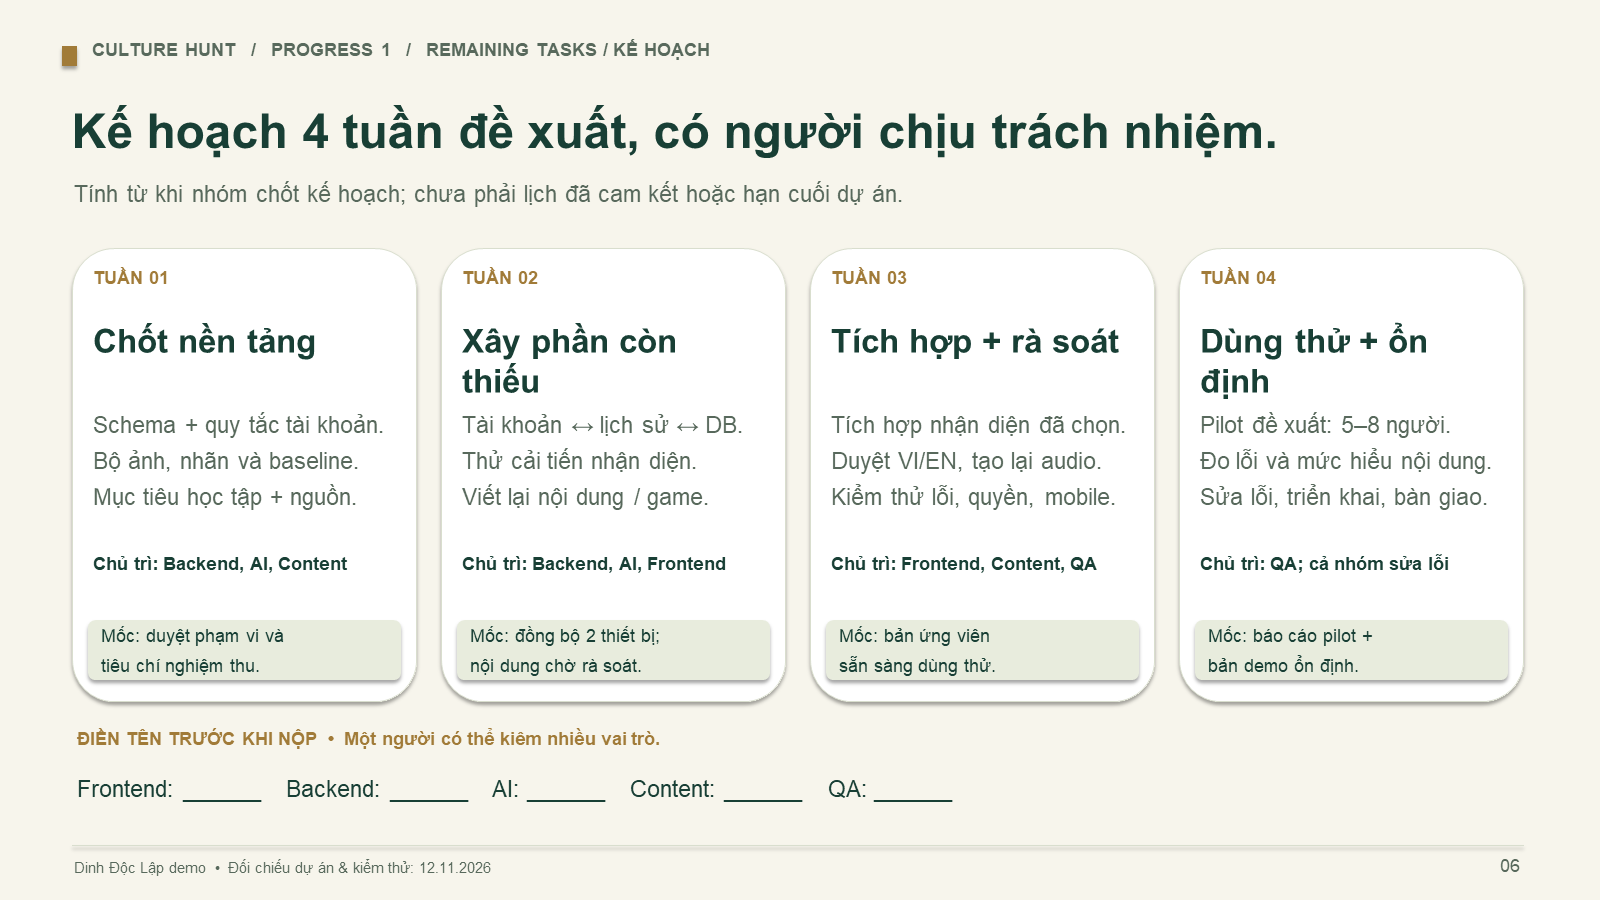 CULTURE HUNT / PROGRESS 1 / REMAINING TASKS / KẾ HOẠCH
Kế hoạch 4 tuần đề xuất, có người chịu trách nhiệm.
Tính từ khi nhóm chốt kế hoạch; chưa phải lịch đã cam kết hoặc hạn cuối dự án.
TUẦN 01
Chốt nền tảng
Schema + quy tắc tài khoản.
Bộ ảnh, nhãn và baseline.
Mục tiêu học tập + nguồn.
Chủ trì: Backend, AI, Content
Mốc: duyệt phạm vi và
tiêu chí nghiệm thu.
TUẦN 02
Xây phần còn
thiếu
Tài khoản ↔ lịch sử ↔ DB.
Thử cải tiến nhận diện.
Viết lại nội dung / game.
Chủ trì: Backend, AI, Frontend
Mốc: đồng bộ 2 thiết bị;
nội dung chờ rà soát.
TUẦN 03
Tích hợp + rà soát
Tích hợp nhận diện đã chọn.
Duyệt VI/EN, tạo lại audio.
Kiểm thử lỗi, quyền, mobile.
Chủ trì: Frontend, Content, QA
Mốc: bản ứng viên
sẵn sàng dùng thử.
TUẦN 04
Dùng thử + ổn
định
Pilot đề xuất: 5–8 người.
Đo lỗi và mức hiểu nội dung.
Sửa lỗi, triển khai, bàn giao.
Chủ trì: QA; cả nhóm sửa lỗi
Mốc: báo cáo pilot +
bản demo ổn định.
ĐIỀN TÊN TRƯỚC KHI NỘP • Một người có thể kiêm nhiều vai trò.
Frontend: ______ Backend: ______ AI: ______ Content: ______ QA: ______
Dinh Độc Lập demo • Đối chiếu dự án & kiểm thử: 12.11.2026
06